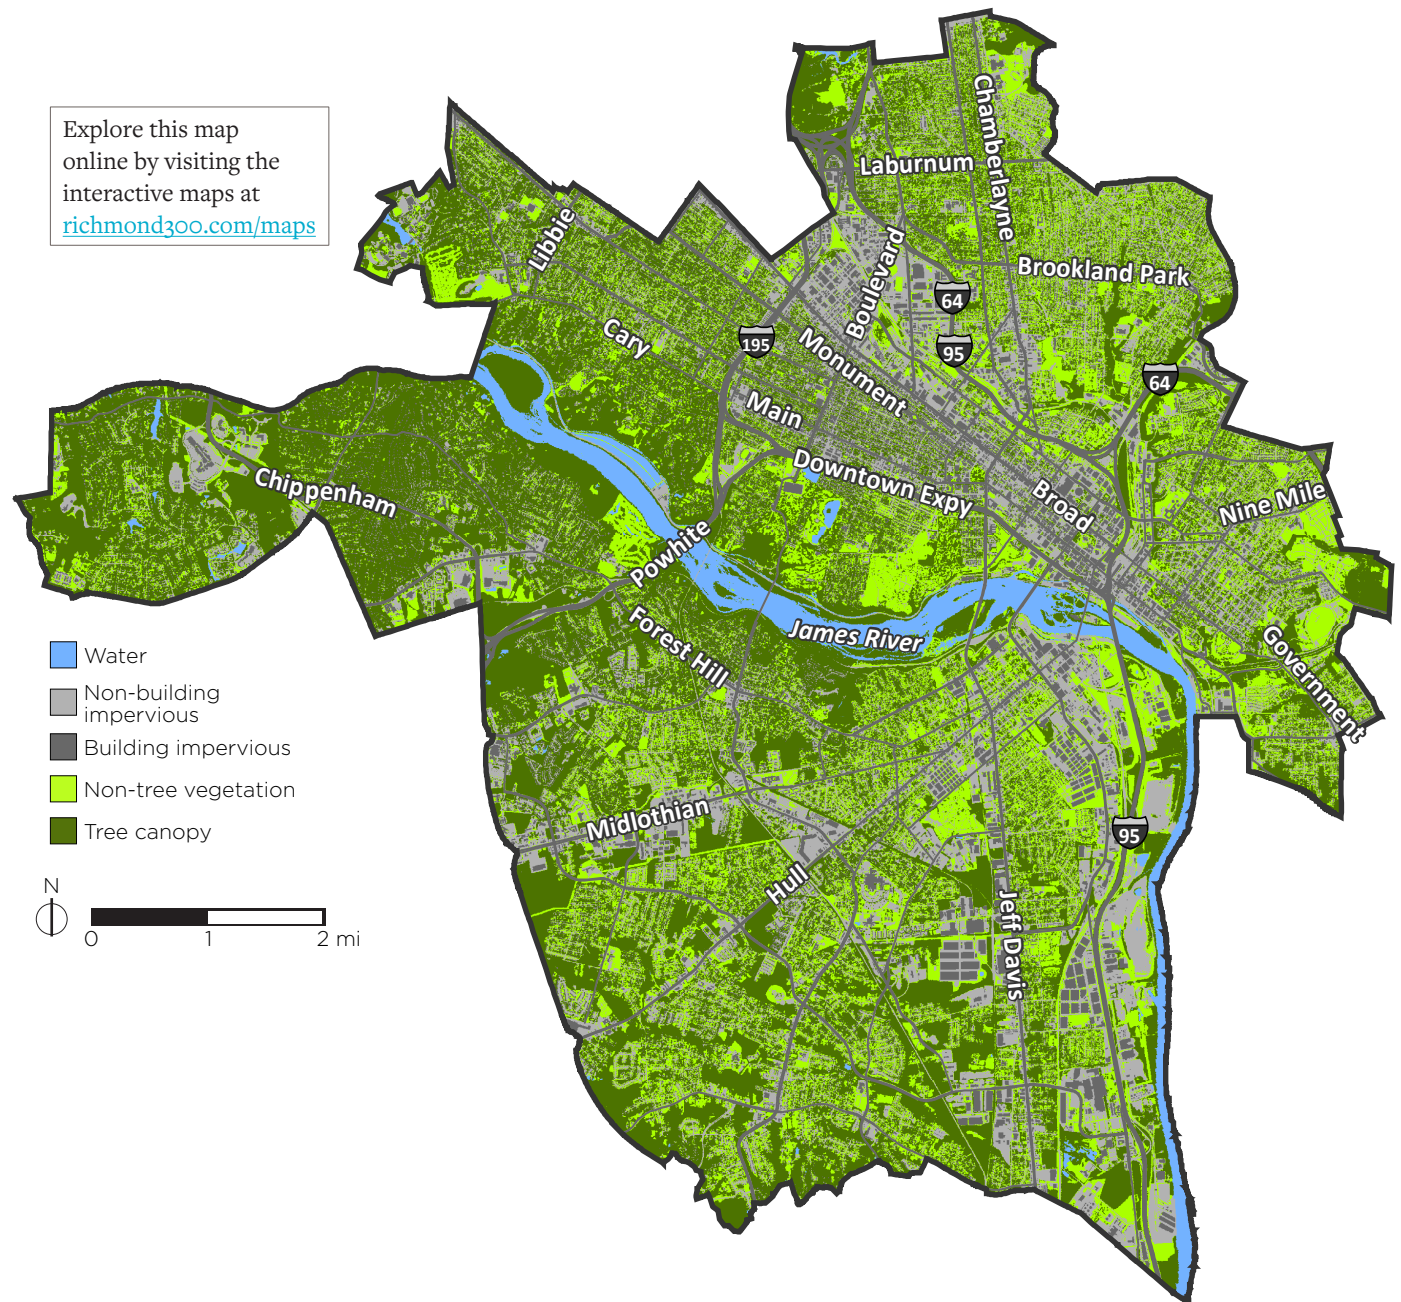 Explore this map
online by visiting the
interactive maps at
richmond300.com/maps
Chamberlayne
Laburnum
Libbie
Boulevard
Brookland Park
64
195
Monument
95
Cary
64
Main
Downtown Expy
Broad
Nine Mile
Chippenham
Powhite
James River
Forest Hill
Government
Water
Non-building
impervious
Building impervious
Non-tree vegetation
Tree canopy
Midlothian
95
Hull
Jeff Davis
N
0 1 2 mi